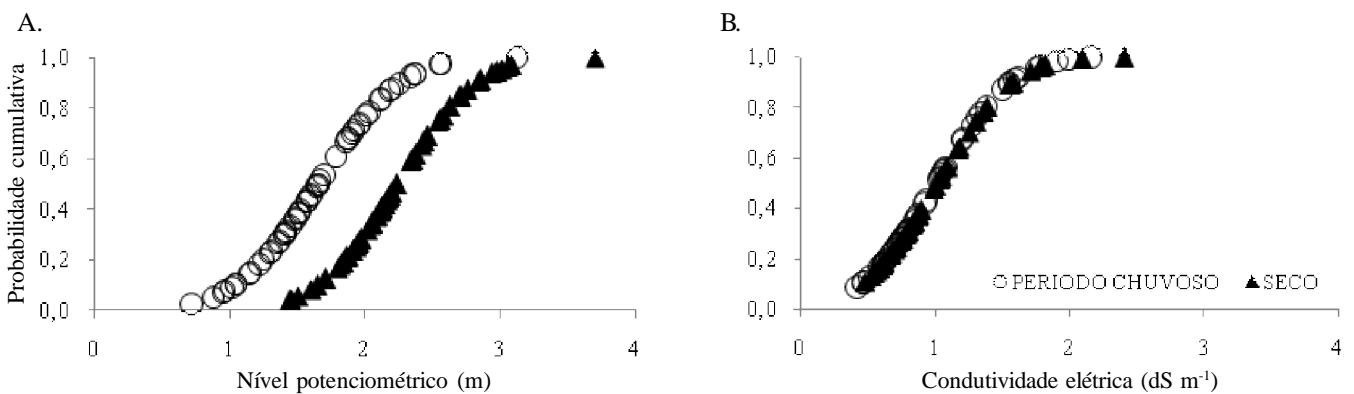 A.
Probabilidade cumulativa
1,0
0,8
0,6
0,4
0,2
0,0
0 1 2 3 4
Nível potenciométrico (m)
B.
1,0
0,8
0,6
0,4
0,2
0,0
PERIODO CHUVOSO SECO
0 1 2 3 4
Condutividade elétrica (dS m⁻¹)